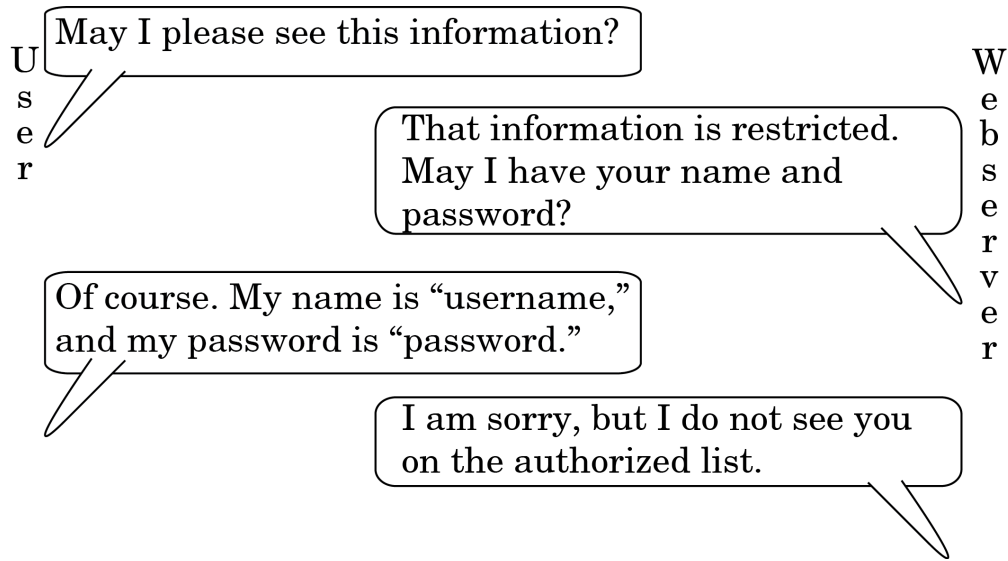 User
May I please see this information?
Webserver
That information is restricted.
May I have your name and
password?
Of course. My name is “username,”
and my password is “password.”
I am sorry, but I do not see you
on the authorized list.